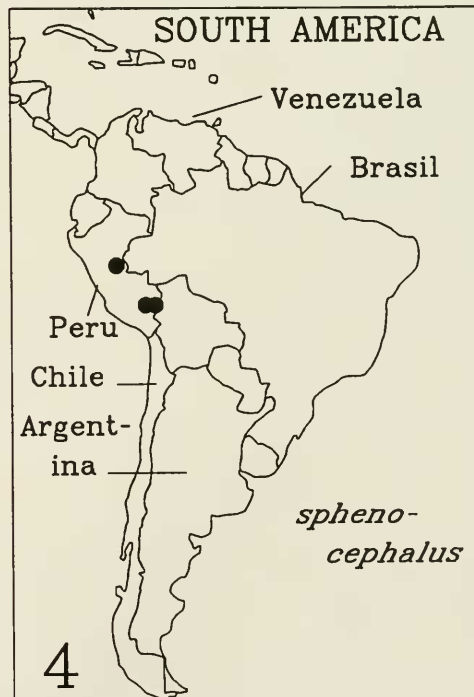 SOUTH AMERICA
Venezuela
Brasil
Peru
Chile
Argent-
ina
spheno-
cephalus
4